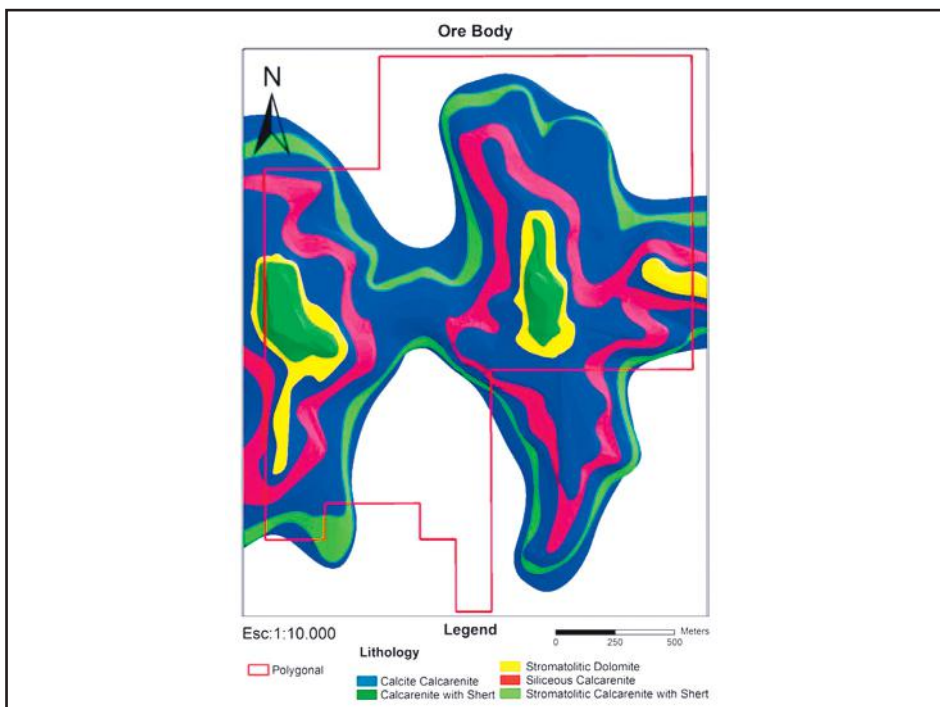 Ore Body
N
Esc:1:10.000
Legend
Meters
0 250 500
Lithology
Polygonal
Calcite Calcarenite
Calcarenite with Shert
Stromatolitic Dolomite
Siliceous Calcarenite
Stromatolitic Calcarenite with Shert